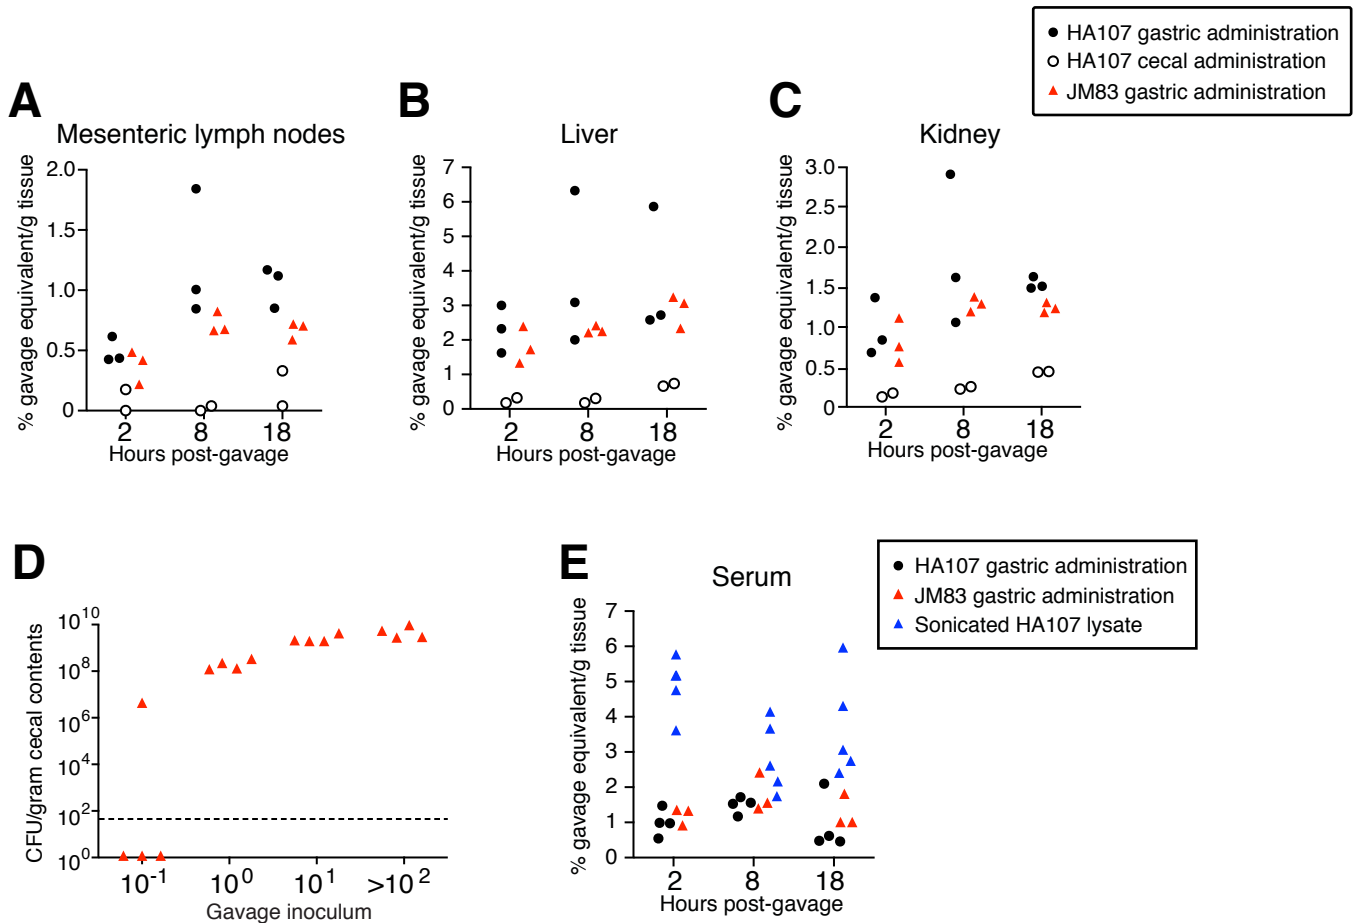 HA107 gastric administration
HA107 cecal administration
JM83 gastric administration
A
Mesenteric lymph nodes
% gavage equivalent/g tissue
2.0
1.5
1.0
0.5
0
2 8 18
Hours post-gavage
B
Liver
% gavage equivalent/g tissue
7
6
5
4
3
2
1
0
2 8 18
Hours post-gavage
C
Kidney
% gavage equivalent/g tissue
3.0
2.5
2.0
1.5
1.0
0.5
0
2 8 18
Hours post-gavage
D
CFU/gram cecal contents
10^10
10^8
10^6
10^4
10^2
10^0
10^-1 10^0 10^1 >10^2
Gavage inoculum
E
Serum
% gavage equivalent/g tissue
7
6
5
4
3
2
1
0
2 8 18
Hours post-gavage
HA107 gastric administration
JM83 gastric administration
Sonicated HA107 lysate